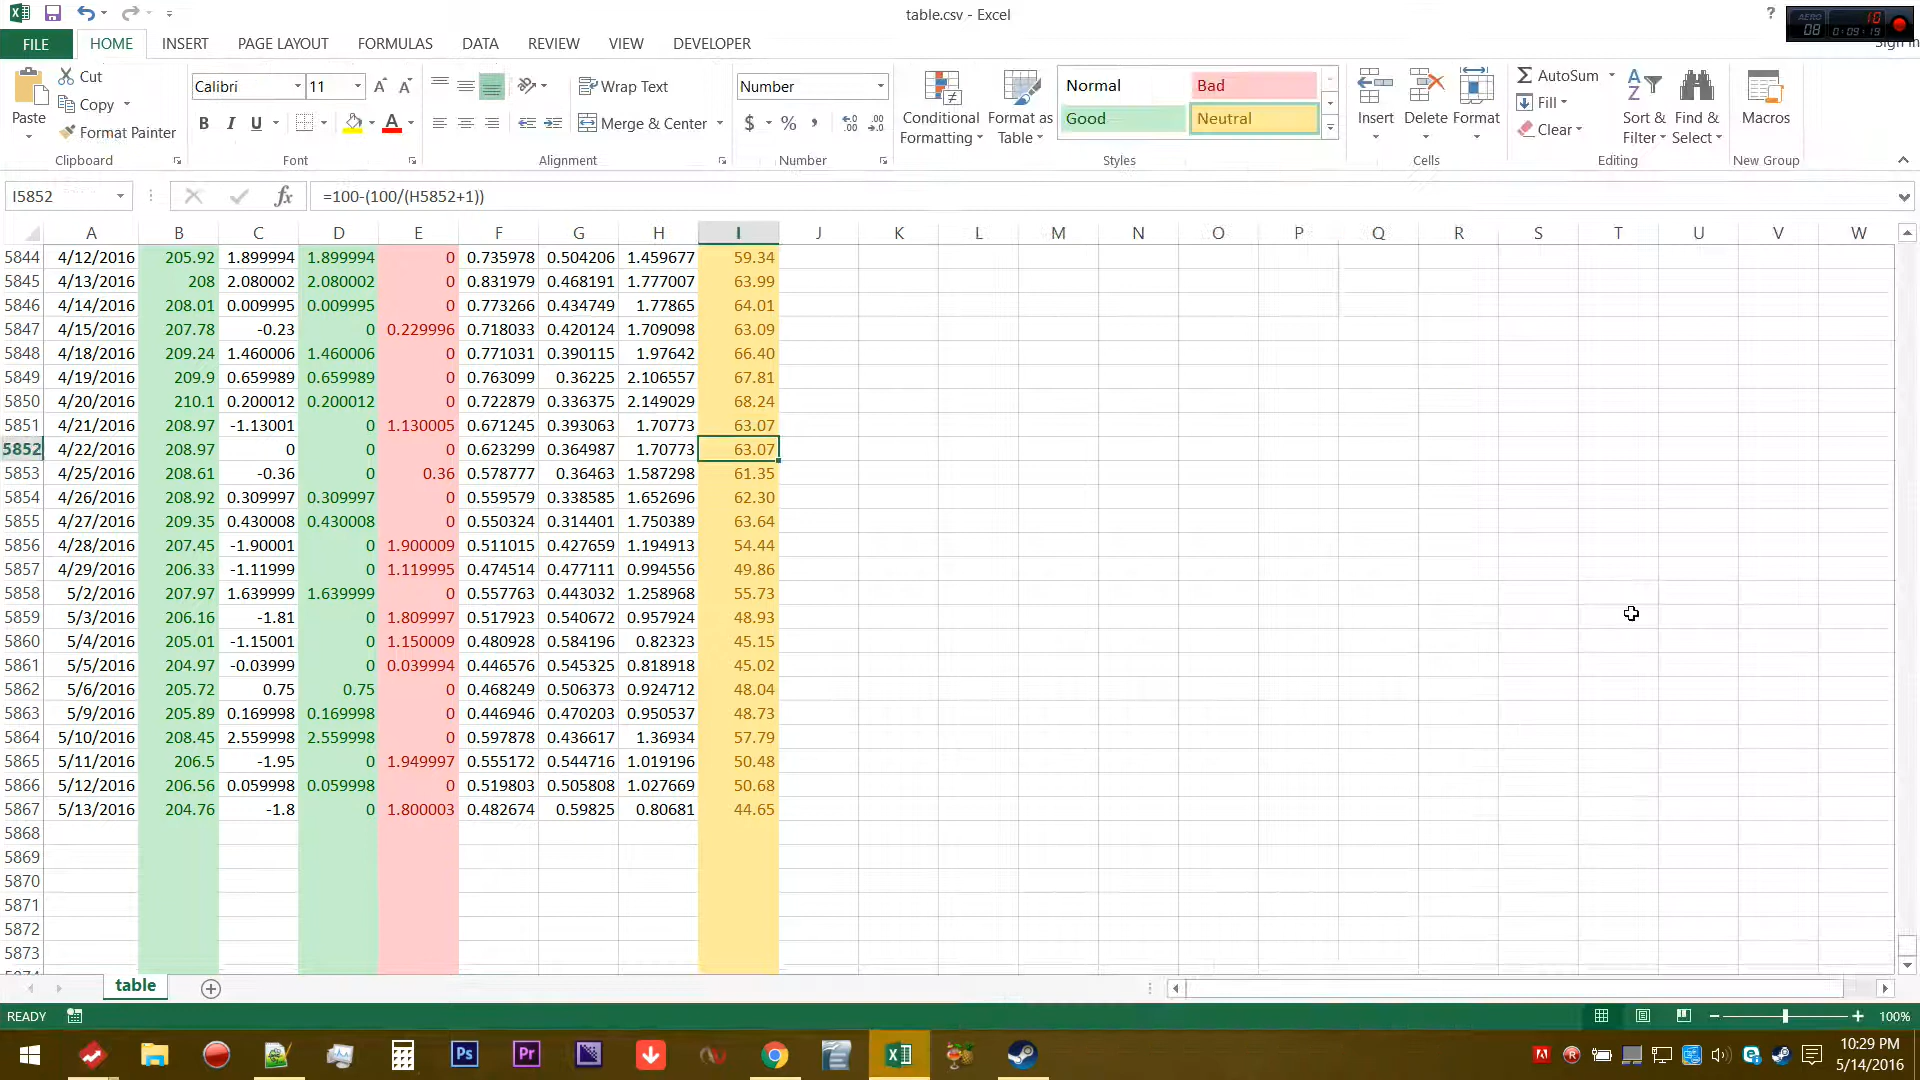 table.csv - Excel
?
AERO
08
10
0:09:19
Sign in
FILE HOME INSERT PAGE LAYOUT FORMULAS DATA REVIEW VIEW DEVELOPER
Paste
Cut
Copy
Format Painter
Clipboard
Calibri 11
B I U A
Font
Wrap Text
Merge & Center
Alignment
Number
$ % ,
Number
Conditional Formatting
Format as Table
Normal Bad
Good Neutral
Styles
Insert Delete Format
Cells
AutoSum
Fill
Clear
Sort & Filter
Find & Select
Editing
Macros
New Group
I5852 fx =100-(100/(H5852+1))
A B C D E F G H I J K L M N O P Q R S T U V W
5844 4/12/2016 205.92 1.899994 1.899994 0 0.735978 0.504206 1.459677 59.34
5845 4/13/2016 208 2.080002 2.080002 0 0.831979 0.468191 1.777007 63.99
5846 4/14/2016 208.01 0.009995 0.009995 0 0.773266 0.434749 1.77865 64.01
5847 4/15/2016 207.78 -0.23 0 0.229996 0.718033 0.420124 1.709098 63.09
5848 4/18/2016 209.24 1.460006 1.460006 0 0.771031 0.390115 1.97642 66.40
5849 4/19/2016 209.9 0.659989 0.659989 0 0.763099 0.36225 2.106557 67.81
5850 4/20/2016 210.1 0.200012 0.200012 0 0.722879 0.336375 2.149029 68.24
5851 4/21/2016 208.97 -1.13001 0 1.130005 0.671245 0.393063 1.70773 63.07
5852 4/22/2016 208.97 0 0 0 0.623299 0.364987 1.70773 63.07
5853 4/25/2016 208.61 -0.36 0 0.36 0.578777 0.36463 1.587298 61.35
5854 4/26/2016 208.92 0.309997 0.309997 0 0.559579 0.338585 1.652696 62.30
5855 4/27/2016 209.35 0.430008 0.430008 0 0.550324 0.314401 1.750389 63.64
5856 4/28/2016 207.45 -1.90001 0 1.900009 0.511015 0.427659 1.194913 54.44
5857 4/29/2016 206.33 -1.11999 0 1.119995 0.474514 0.477111 0.994556 49.86
5858 5/2/2016 207.97 1.639999 1.639999 0 0.557763 0.443032 1.258968 55.73
5859 5/3/2016 206.16 -1.81 0 1.809997 0.517923 0.540672 0.957924 48.93
5860 5/4/2016 205.01 -1.15001 0 1.150009 0.480928 0.584196 0.82323 45.15
5861 5/5/2016 204.97 -0.03999 0 0.039994 0.446576 0.545325 0.818918 45.02
5862 5/6/2016 205.72 0.75 0.75 0 0.468249 0.506373 0.924712 48.04
5863 5/9/2016 205.89 0.169998 0.169998 0 0.446946 0.470203 0.950537 48.73
5864 5/10/2016 208.45 2.559998 2.559998 0 0.597878 0.436617 1.36934 57.79
5865 5/11/2016 206.5 -1.95 0 1.949997 0.555172 0.544716 1.019196 50.48
5866 5/12/2016 206.56 0.059998 0.059998 0 0.519803 0.505808 1.027669 50.68
5867 5/13/2016 204.76 -1.8 0 1.800003 0.482674 0.59825 0.80681 44.65
5868
5869
5870
5871
5872
5873
5874
table
READY
100%
Ps Pr
10:29 PM
5/14/2016